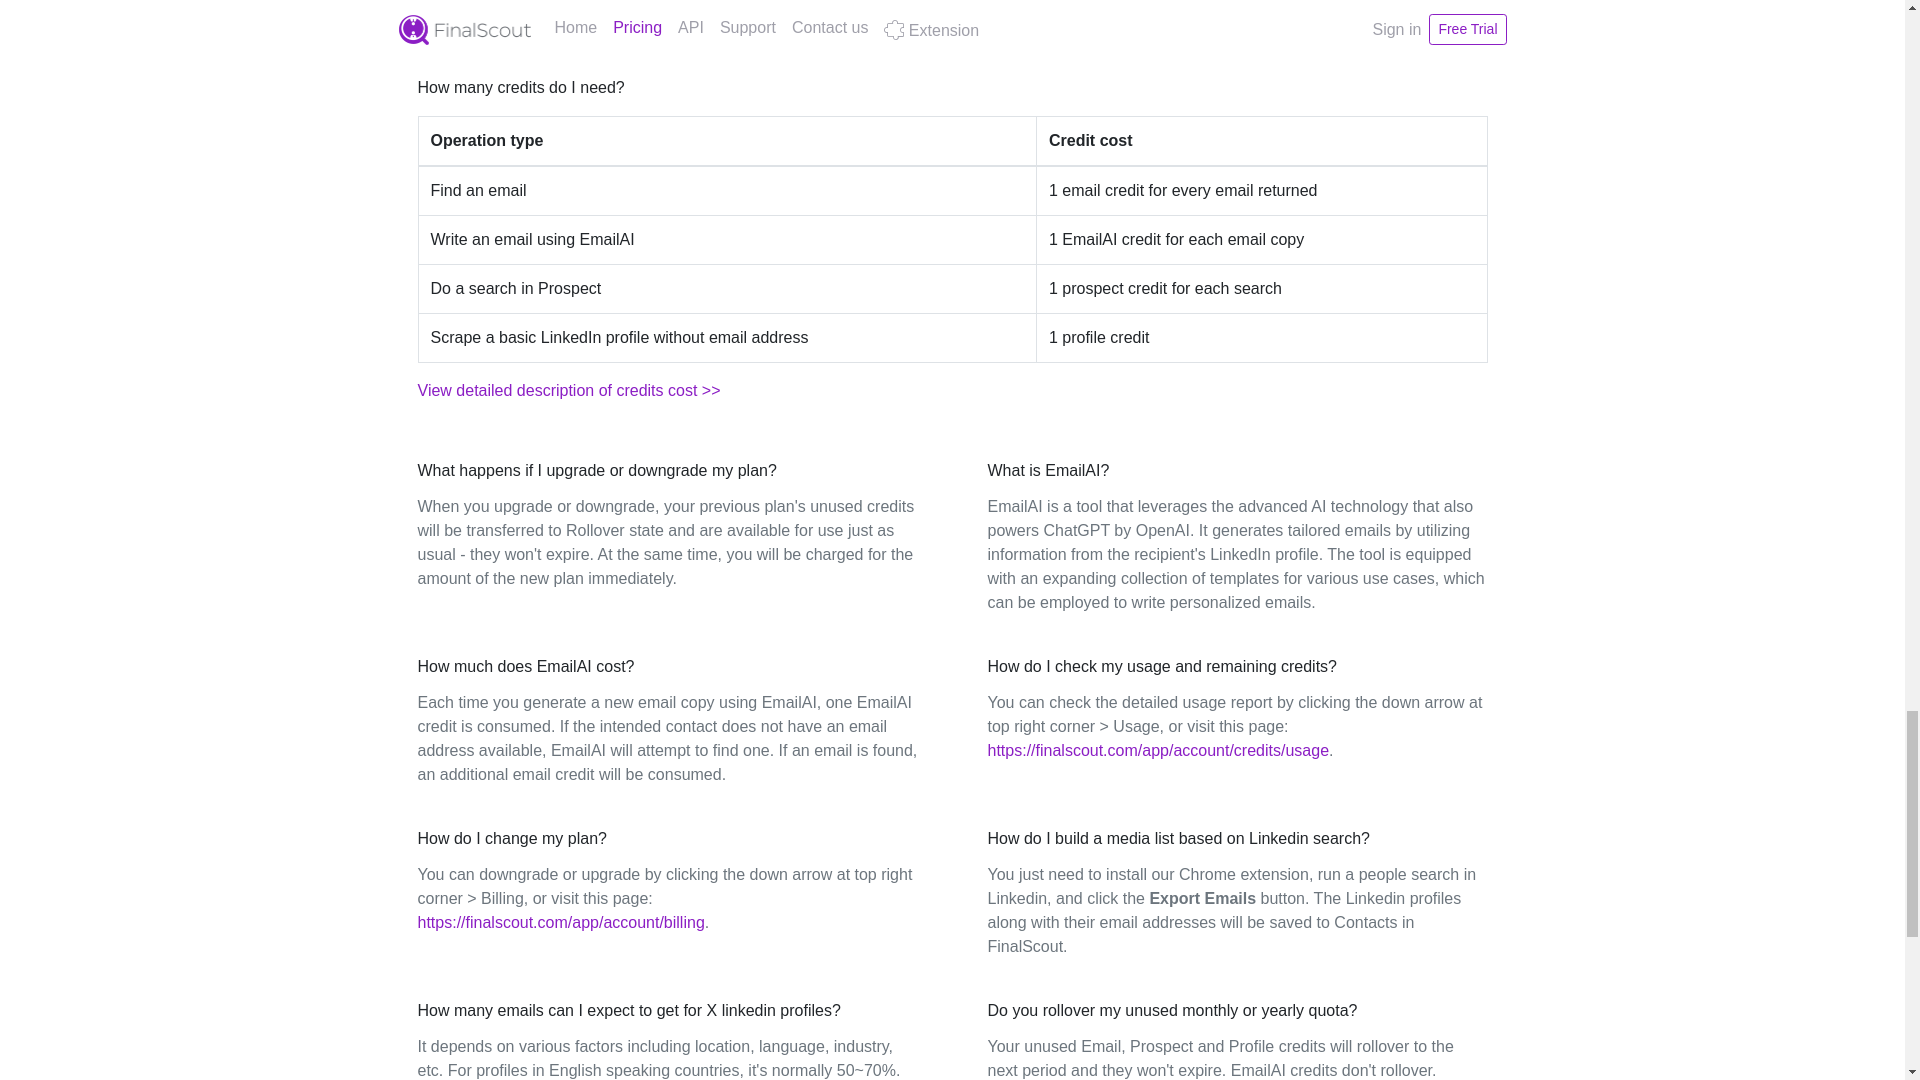 FinalScout
Home
Pricing
API
Support
Contact us
Extension
Sign in
Free Trial
How many credits do I need?
Operation type
Credit cost
Find an email
1 email credit for every email returned
Write an email using EmailAI
1 EmailAI credit for each email copy
Do a search in Prospect
1 prospect credit for each search
Scrape a basic LinkedIn profile without email address
1 profile credit
View detailed description of credits cost >>
What happens if I upgrade or downgrade my plan?
When you upgrade or downgrade, your previous plan's unused credits
will be transferred to Rollover state and are available for use just as
usual - they won't expire. At the same time, you will be charged for the
amount of the new plan immediately.
What is EmailAI?
EmailAI is a tool that leverages the advanced AI technology that also
powers ChatGPT by OpenAI. It generates tailored emails by utilizing
information from the recipient's LinkedIn profile. The tool is equipped
with an expanding collection of templates for various use cases, which
can be employed to write personalized emails.
How much does EmailAI cost?
Each time you generate a new email copy using EmailAI, one EmailAI
credit is consumed. If the intended contact does not have an email
address available, EmailAI will attempt to find one. If an email is found,
an additional email credit will be consumed.
How do I check my usage and remaining credits?
You can check the detailed usage report by clicking the down arrow at
top right corner > Usage, or visit this page:
https://finalscout.com/app/account/credits/usage.
How do I change my plan?
You can downgrade or upgrade by clicking the down arrow at top right
corner > Billing, or visit this page:
https://finalscout.com/app/account/billing.
How do I build a media list based on Linkedin search?
You just need to install our Chrome extension, run a people search in
Linkedin, and click the Export Emails button. The Linkedin profiles
along with their email addresses will be saved to Contacts in
FinalScout.
How many emails can I expect to get for X linkedin profiles?
It depends on various factors including location, language, industry,
etc. For profiles in English speaking countries, it's normally 50~70%.
Do you rollover my unused monthly or yearly quota?
Your unused Email, Prospect and Profile credits will rollover to the
next period and they won't expire. EmailAI credits don't rollover.